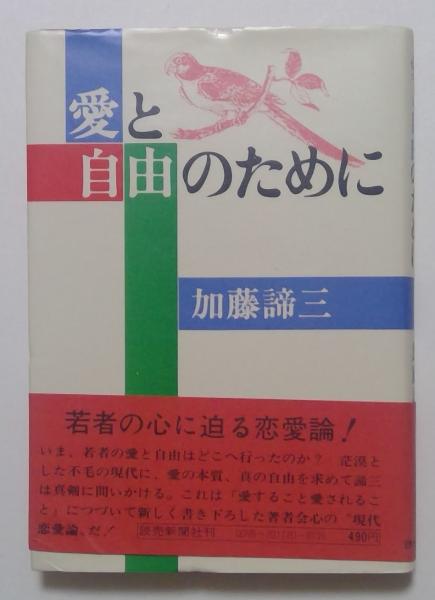 愛と
自由のために
加藤諦三
若者の心に迫る恋愛論!
いま、若者の愛と自由はどこへ行ったのか? 茫漠と
した不毛の現代に、愛の本質、真の自由を求めて諦三
は真剣に問いかける。これは「愛すること愛されるこ
と」につづいて新しく書き下ろした著者会心の“現代
恋愛論„だ!
読売新聞社刊
490円